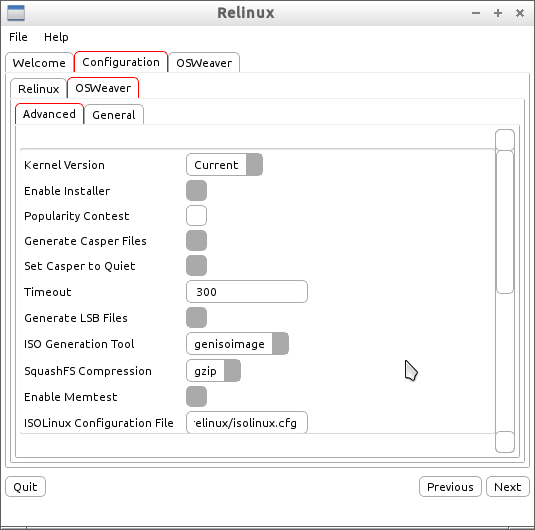 Relinux
File Help
Welcome Configuration OSWeaver
Relinux OSWeaver
Advanced General
Kernel Version Current
Enable Installer
Popularity Contest
Generate Casper Files
Set Casper to Quiet
Timeout 300
Generate LSB Files
ISO Generation Tool genisoimage
SquashFS Compression gzip
Enable Memtest
ISOLinux Configuration File relinux/isolinux.cfg
Quit Previous Next